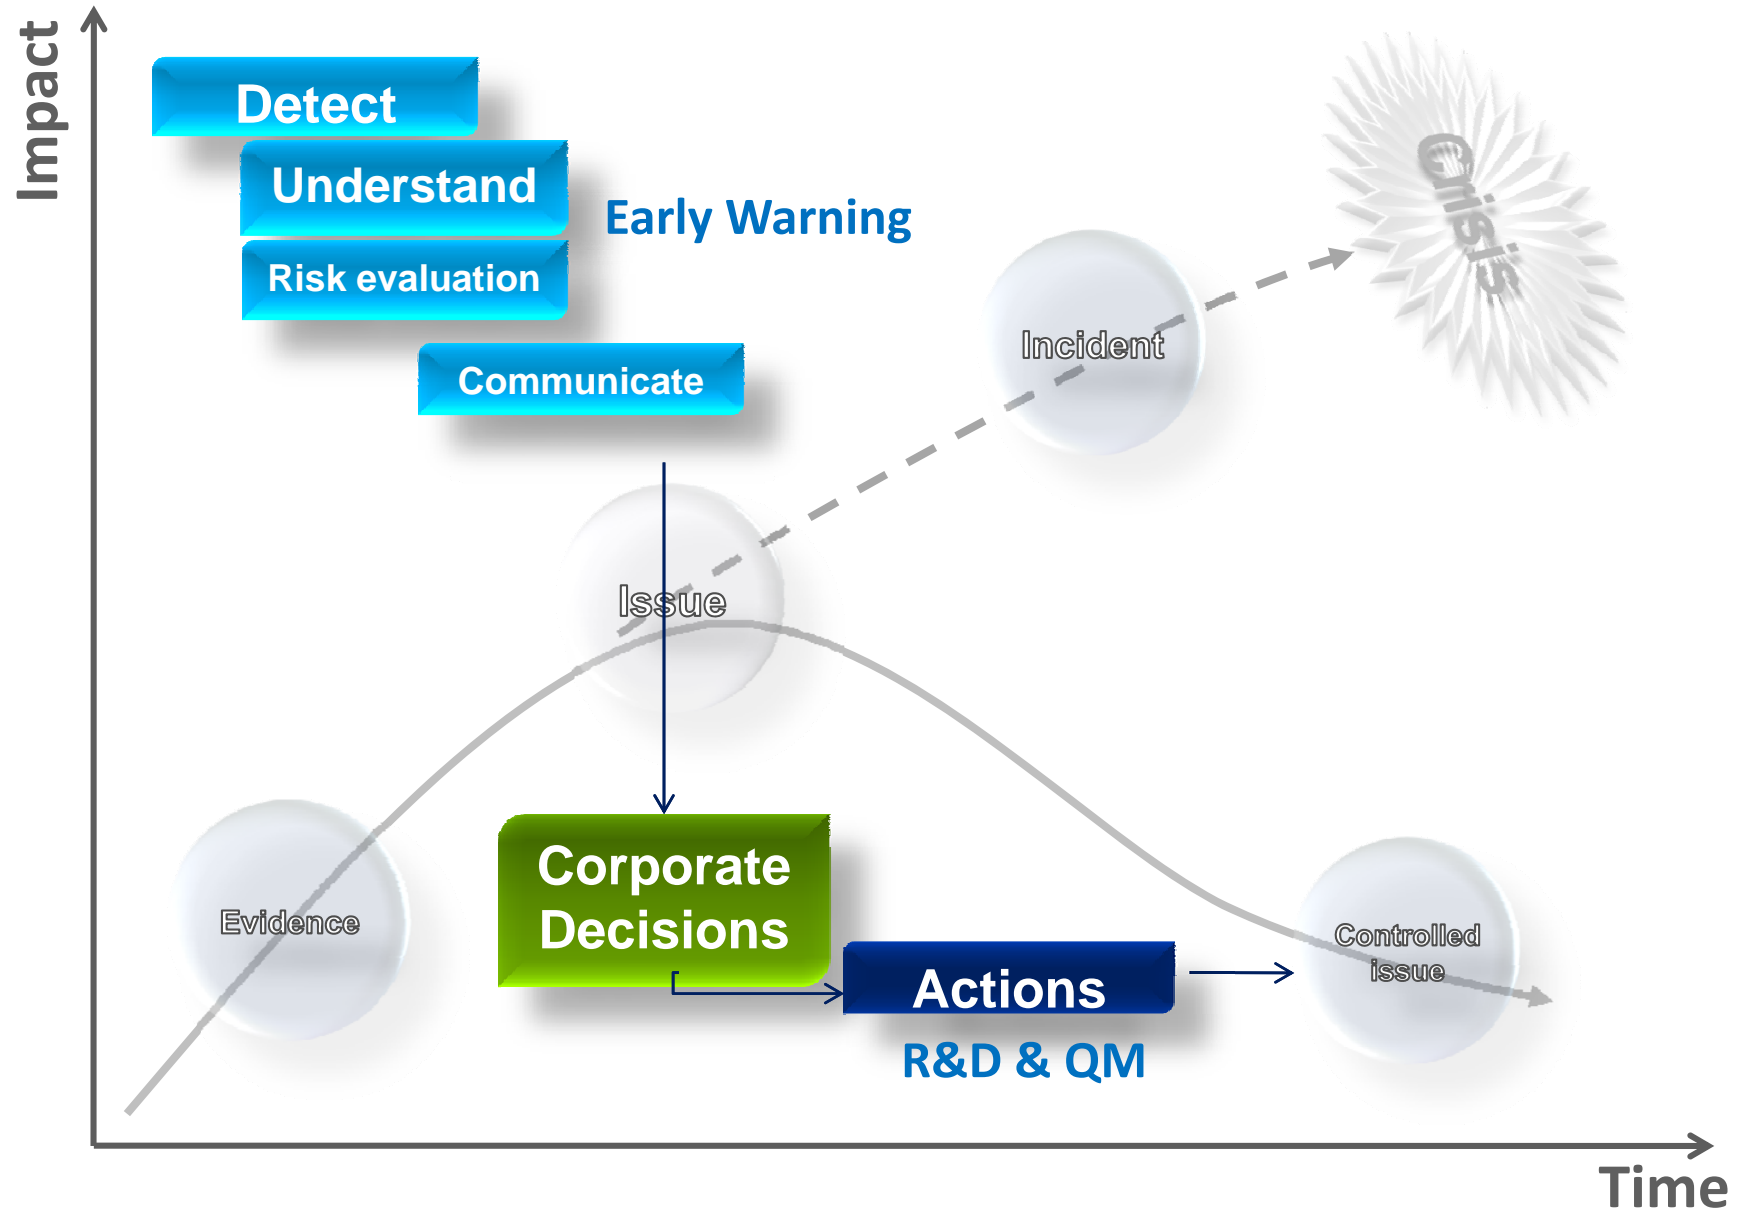 Impact
Detect
Understand
Early Warning
Risk evaluation
Communicate
Crisis
Incident
Issue
Evidence
Corporate
Decisions
Controlled
issue
Actions
R&D & QM
Time